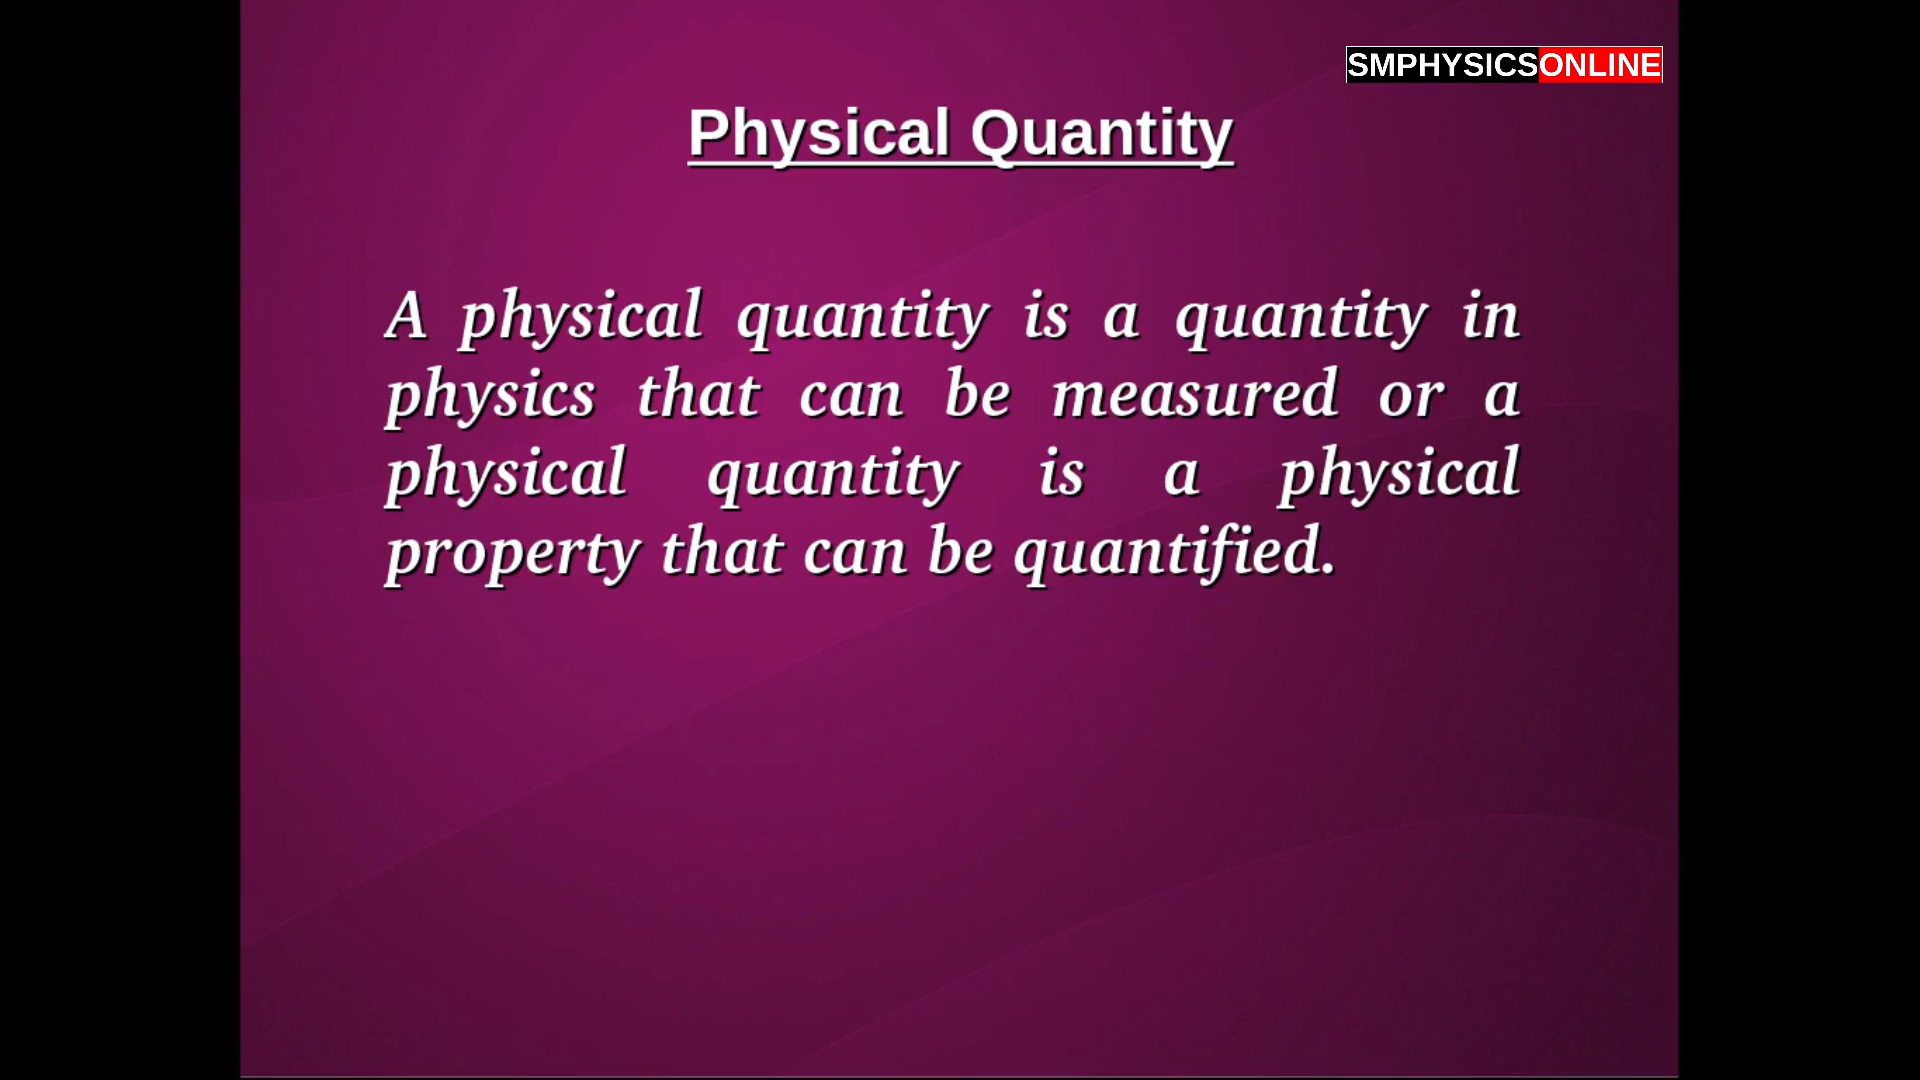 SMPHYSICSONLINE
Physical Quantity
A physical quantity is a quantity in
physics that can be measured or a
physical quantity is a physical
property that can be quantified.